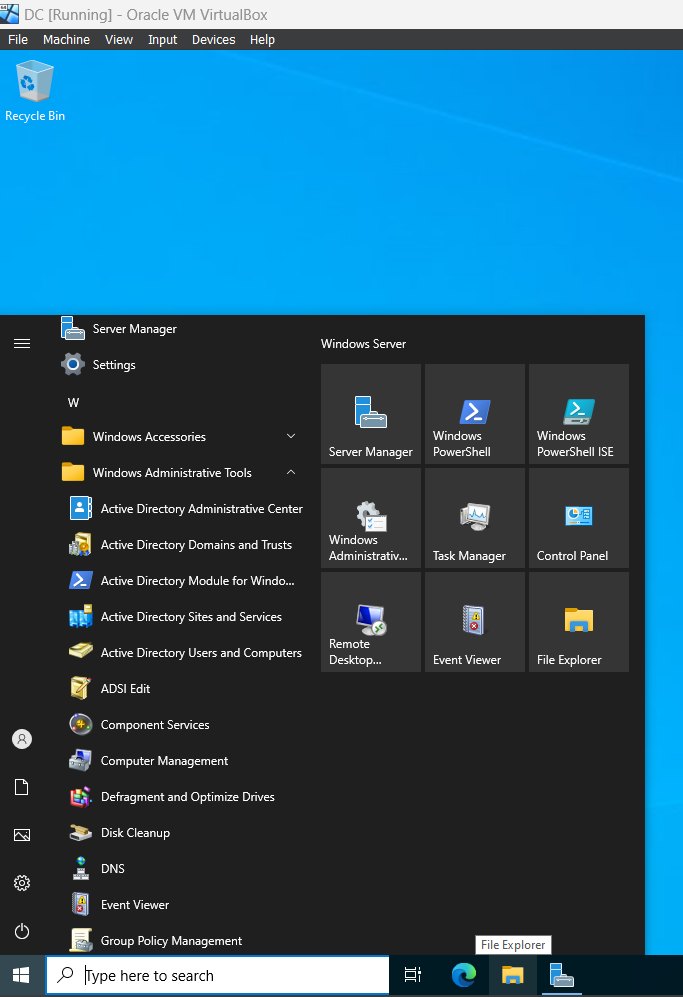 DC [Running] - Oracle VM VirtualBox
File Machine View Input Devices Help
Recycle Bin
Server Manager
Settings
W
Windows Accessories
Windows Administrative Tools
Active Directory Administrative Center
Active Directory Domains and Trusts
Active Directory Module for Windo...
Active Directory Sites and Services
Active Directory Users and Computers
ADSI Edit
Component Services
Computer Management
Defragment and Optimize Drives
Disk Cleanup
DNS
Event Viewer
Group Policy Management
Windows Server
Server Manager
Windows
PowerShell
Windows
PowerShell ISE
Windows
Administrativ...
Task Manager
Control Panel
Remote
Desktop...
Event Viewer
File Explorer
File Explorer
Type here to search